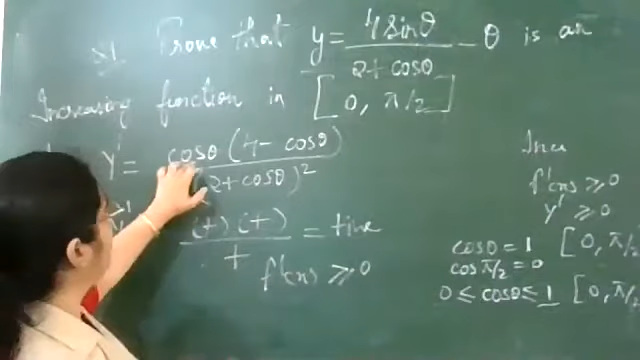 Prove that y = 4sinθ / 2+cosθ - θ is an
Increasing function in [0, π/2]
y' = cosθ (4 - cosθ) / (2+cosθ)²
(+) (+) / + = +ive
f'(x) ≥ 0
f'(x) ≥ 0
y' ≥ 0
cosθ = 1 [0, π/2
cos π/2 = 0
0 ≤ cosθ ≤ 1 [0, π/2